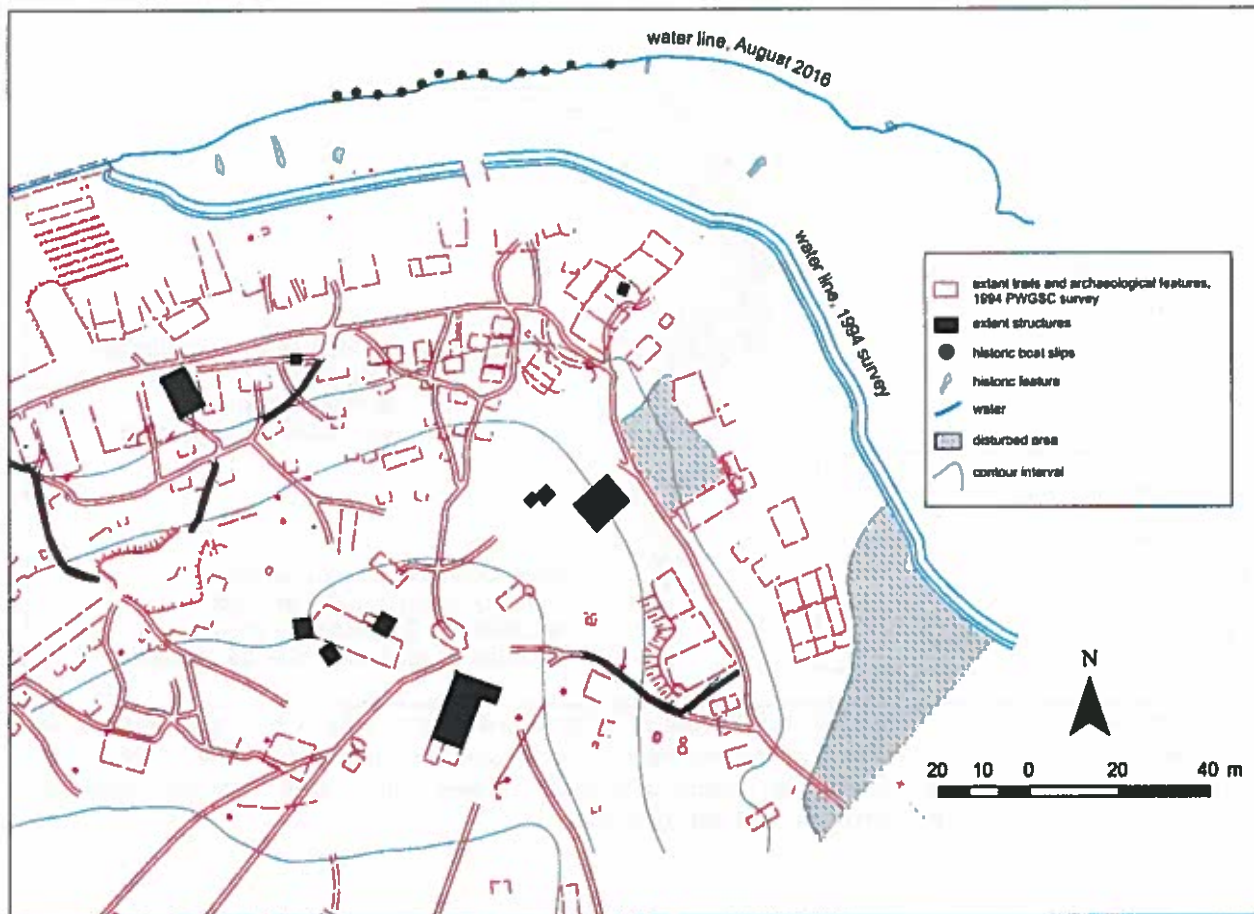 water line, August 2016
water line, 1994 survey
extant trails and archaeological features,
1994 PWGSC survey
extant structures
historic boat slips
historic feature
water
disturbed area
contour interval
N
20 10 0 20 40 m